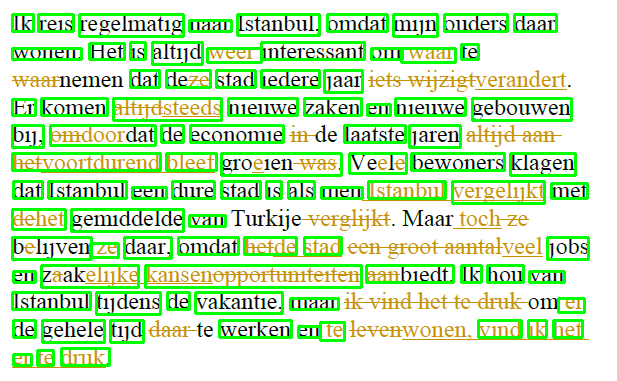 Ik reis regelmatig naar Istanbul, omdat mijn ouders daar
wonen. Het is altijd weer interessant om waar te
waarnemen dat deze stad iedere jaar iets wijzigtverandert.
Er komen altijdsteeds nieuwe zaken en nieuwe gebouwen
bij, omdoordat de economie in de laatste jaren altijd aan
hetvoortdurend bleef groeien was. Veele bewoners klagen
dat Istanbul een dure stad is als men Istanbul vergelijkt met
dehet gemiddelde van Turkije verglijkt. Maar toch ze
belijven ze daar, omdat hetde stad een groot aantalveel jobs
en zaakelijke kansenopportuniteiten aanbiedt. Ik hou van
Istanbul tijdens de vakantie, maar ik vind het te druk om er
de gehele tijd daar te werken en te levenwonen, vind ik het
er te druk.